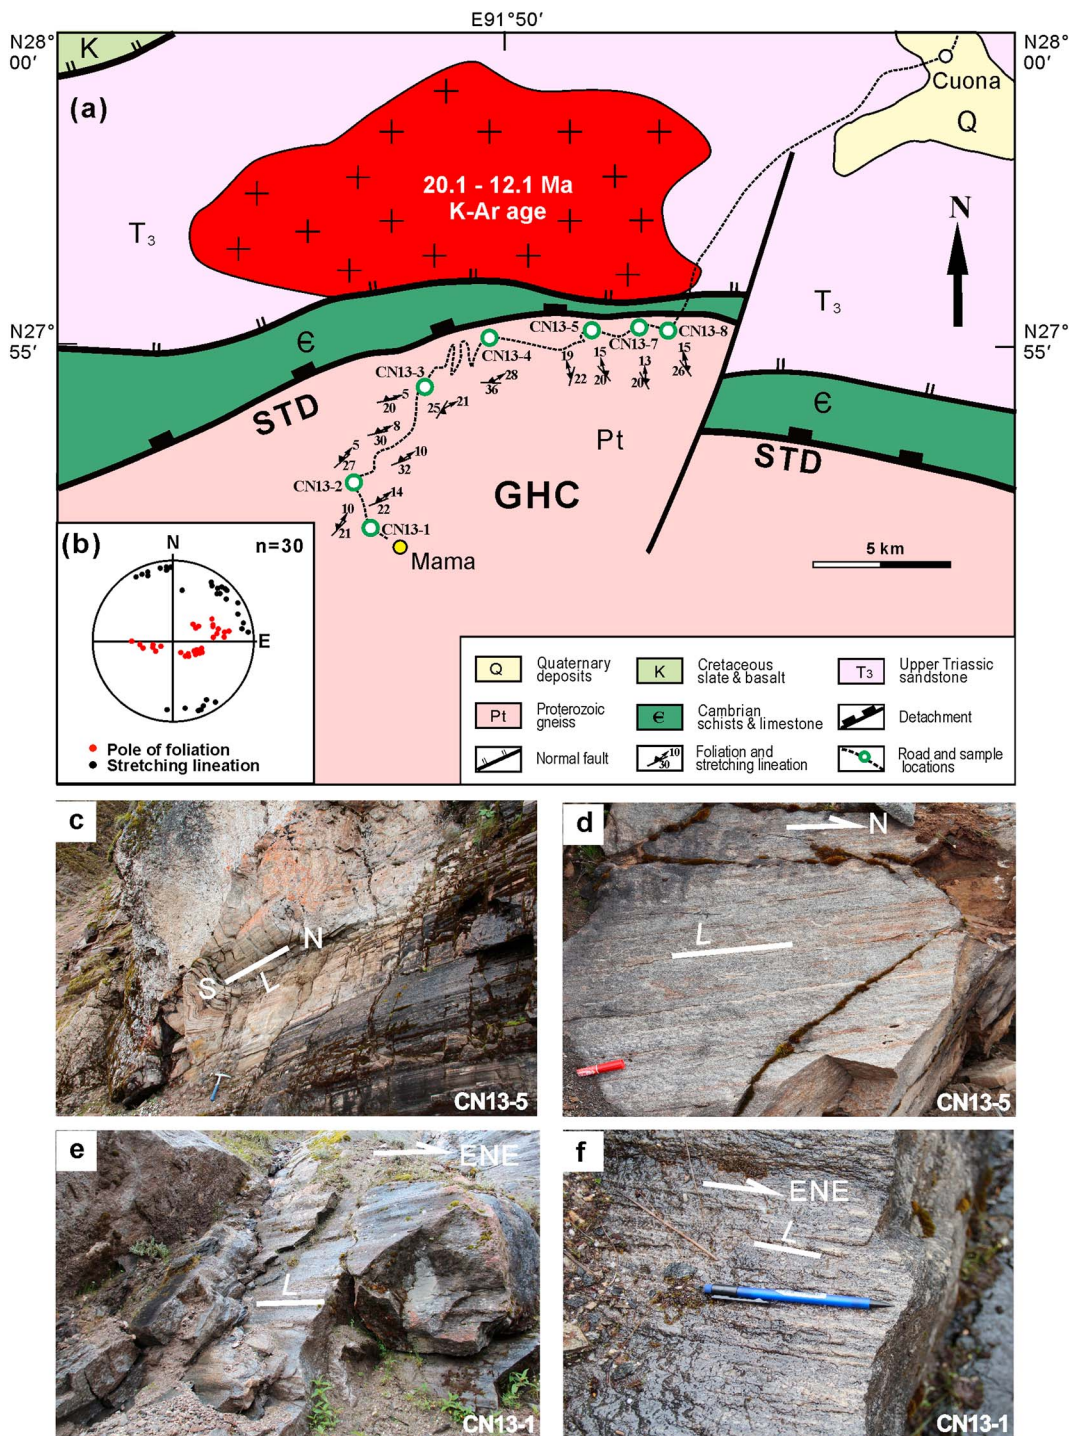 E91°50′
N28°
00′
N28°
00′
K
(a)
Cuona
Q
20.1 - 12.1 Ma
K-Ar age
N
T₃
T₃
N27°
55′
N27°
55′
Є
CN13-5
CN13-7
CN13-8
CN13-4
CN13-3
19
22
15
20
13
20
15
26
28
36
5
20
25
21
STD
Є
8
30
Pt
STD
5
27
10
32
CN13-2
GHC
14
22
10
21
CN13-1
Mama
5 km
(b)
N
n=30
E
Pole of foliation
Stretching lineation
Q
Quaternary
deposits
K
Cretaceous
slate & basalt
T₃
Upper Triassic
sandstone
Pt
Proterozoic
gneiss
Є
Cambrian
schists & limestone
Detachment
Normal fault
10
30
Foliation and
stretching lineation
Road and sample
locations
c
N
S
L
CN13-5
d
N
L
CN13-5
e
ENE
L
CN13-1
f
ENE
L
CN13-1